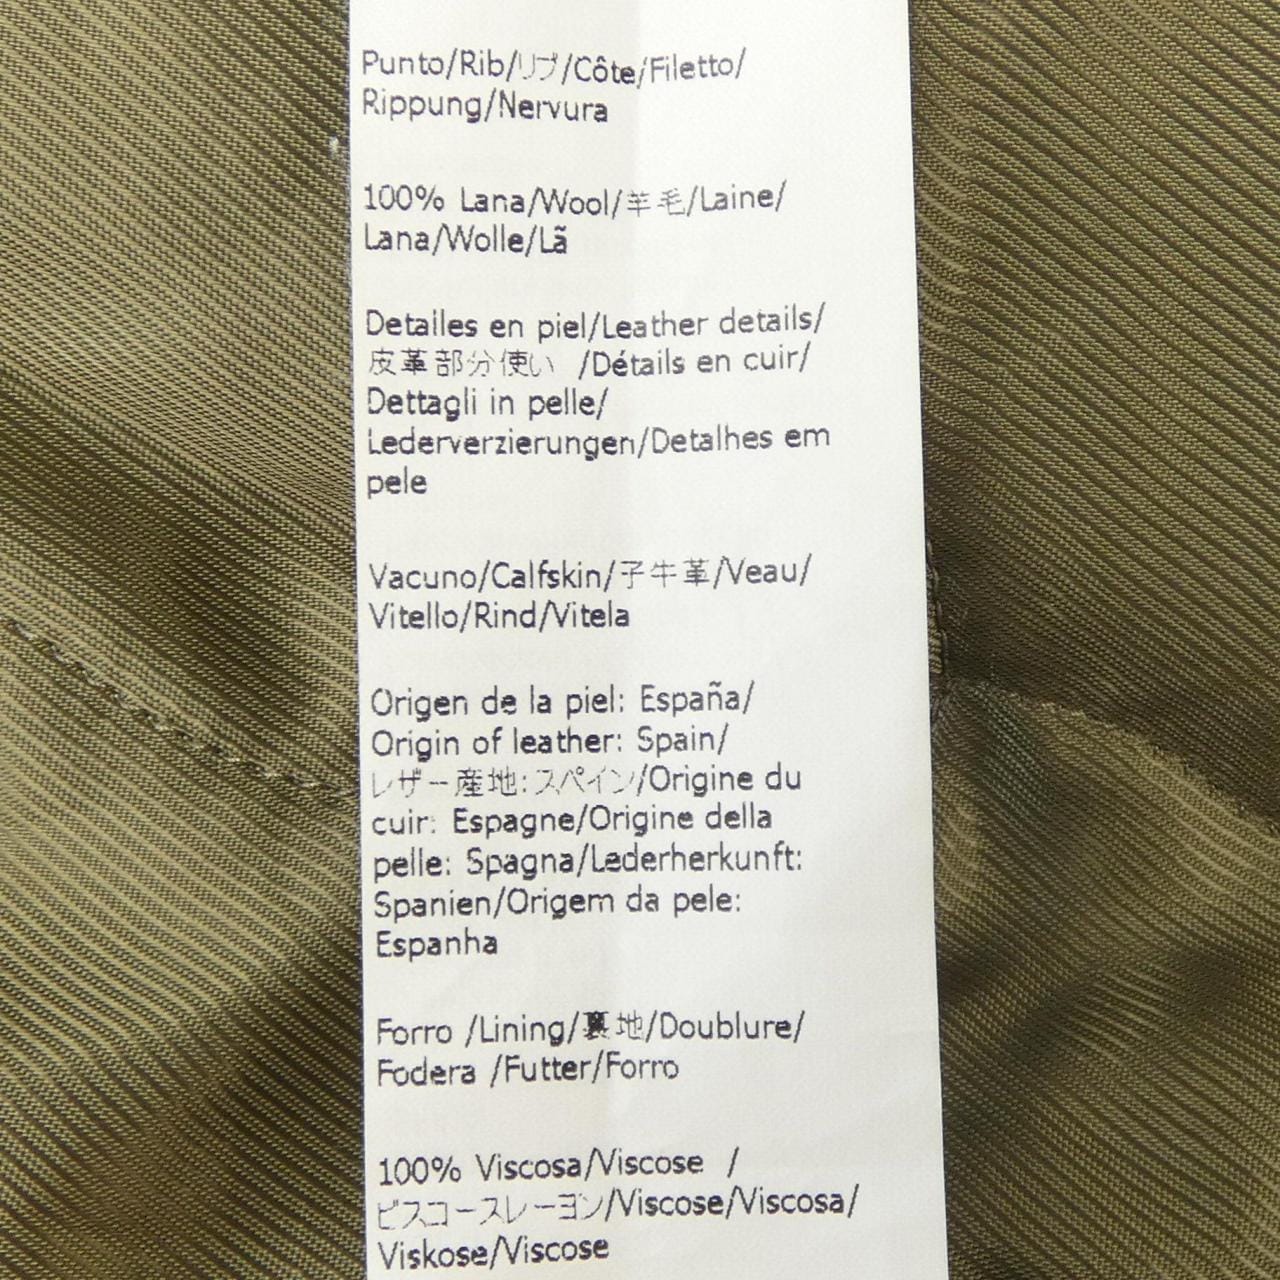 Punto/Rib/リブ/Côte/Filetto/
Rippung/Nervura
100% Lana/Wool/羊毛/Laine/
Lana/Wolle/Lã
Detalles en piel/Leather details/
皮革部分使い /Détails en cuir/
Dettagli in pelle/
Lederverzierungen/Detalhes em
pele
Vacuno/Calfskin/子牛革/Veau/
Vitello/Rind/Vitela
Origen de la piel: España/
Origin of leather: Spain/
レザー産地:スペイン/Origine du
cuir: Espagne/Origine della
pelle: Spagna/Lederherkunft:
Spanien/Origem da pele:
Espanha
Forro /Lining/裏地/Doublure/
Fodera /Futter/Forro
100% Viscosa/Viscose /
ビスコースレーヨン/Viscose/Viscosa/
Viskose/Viscose